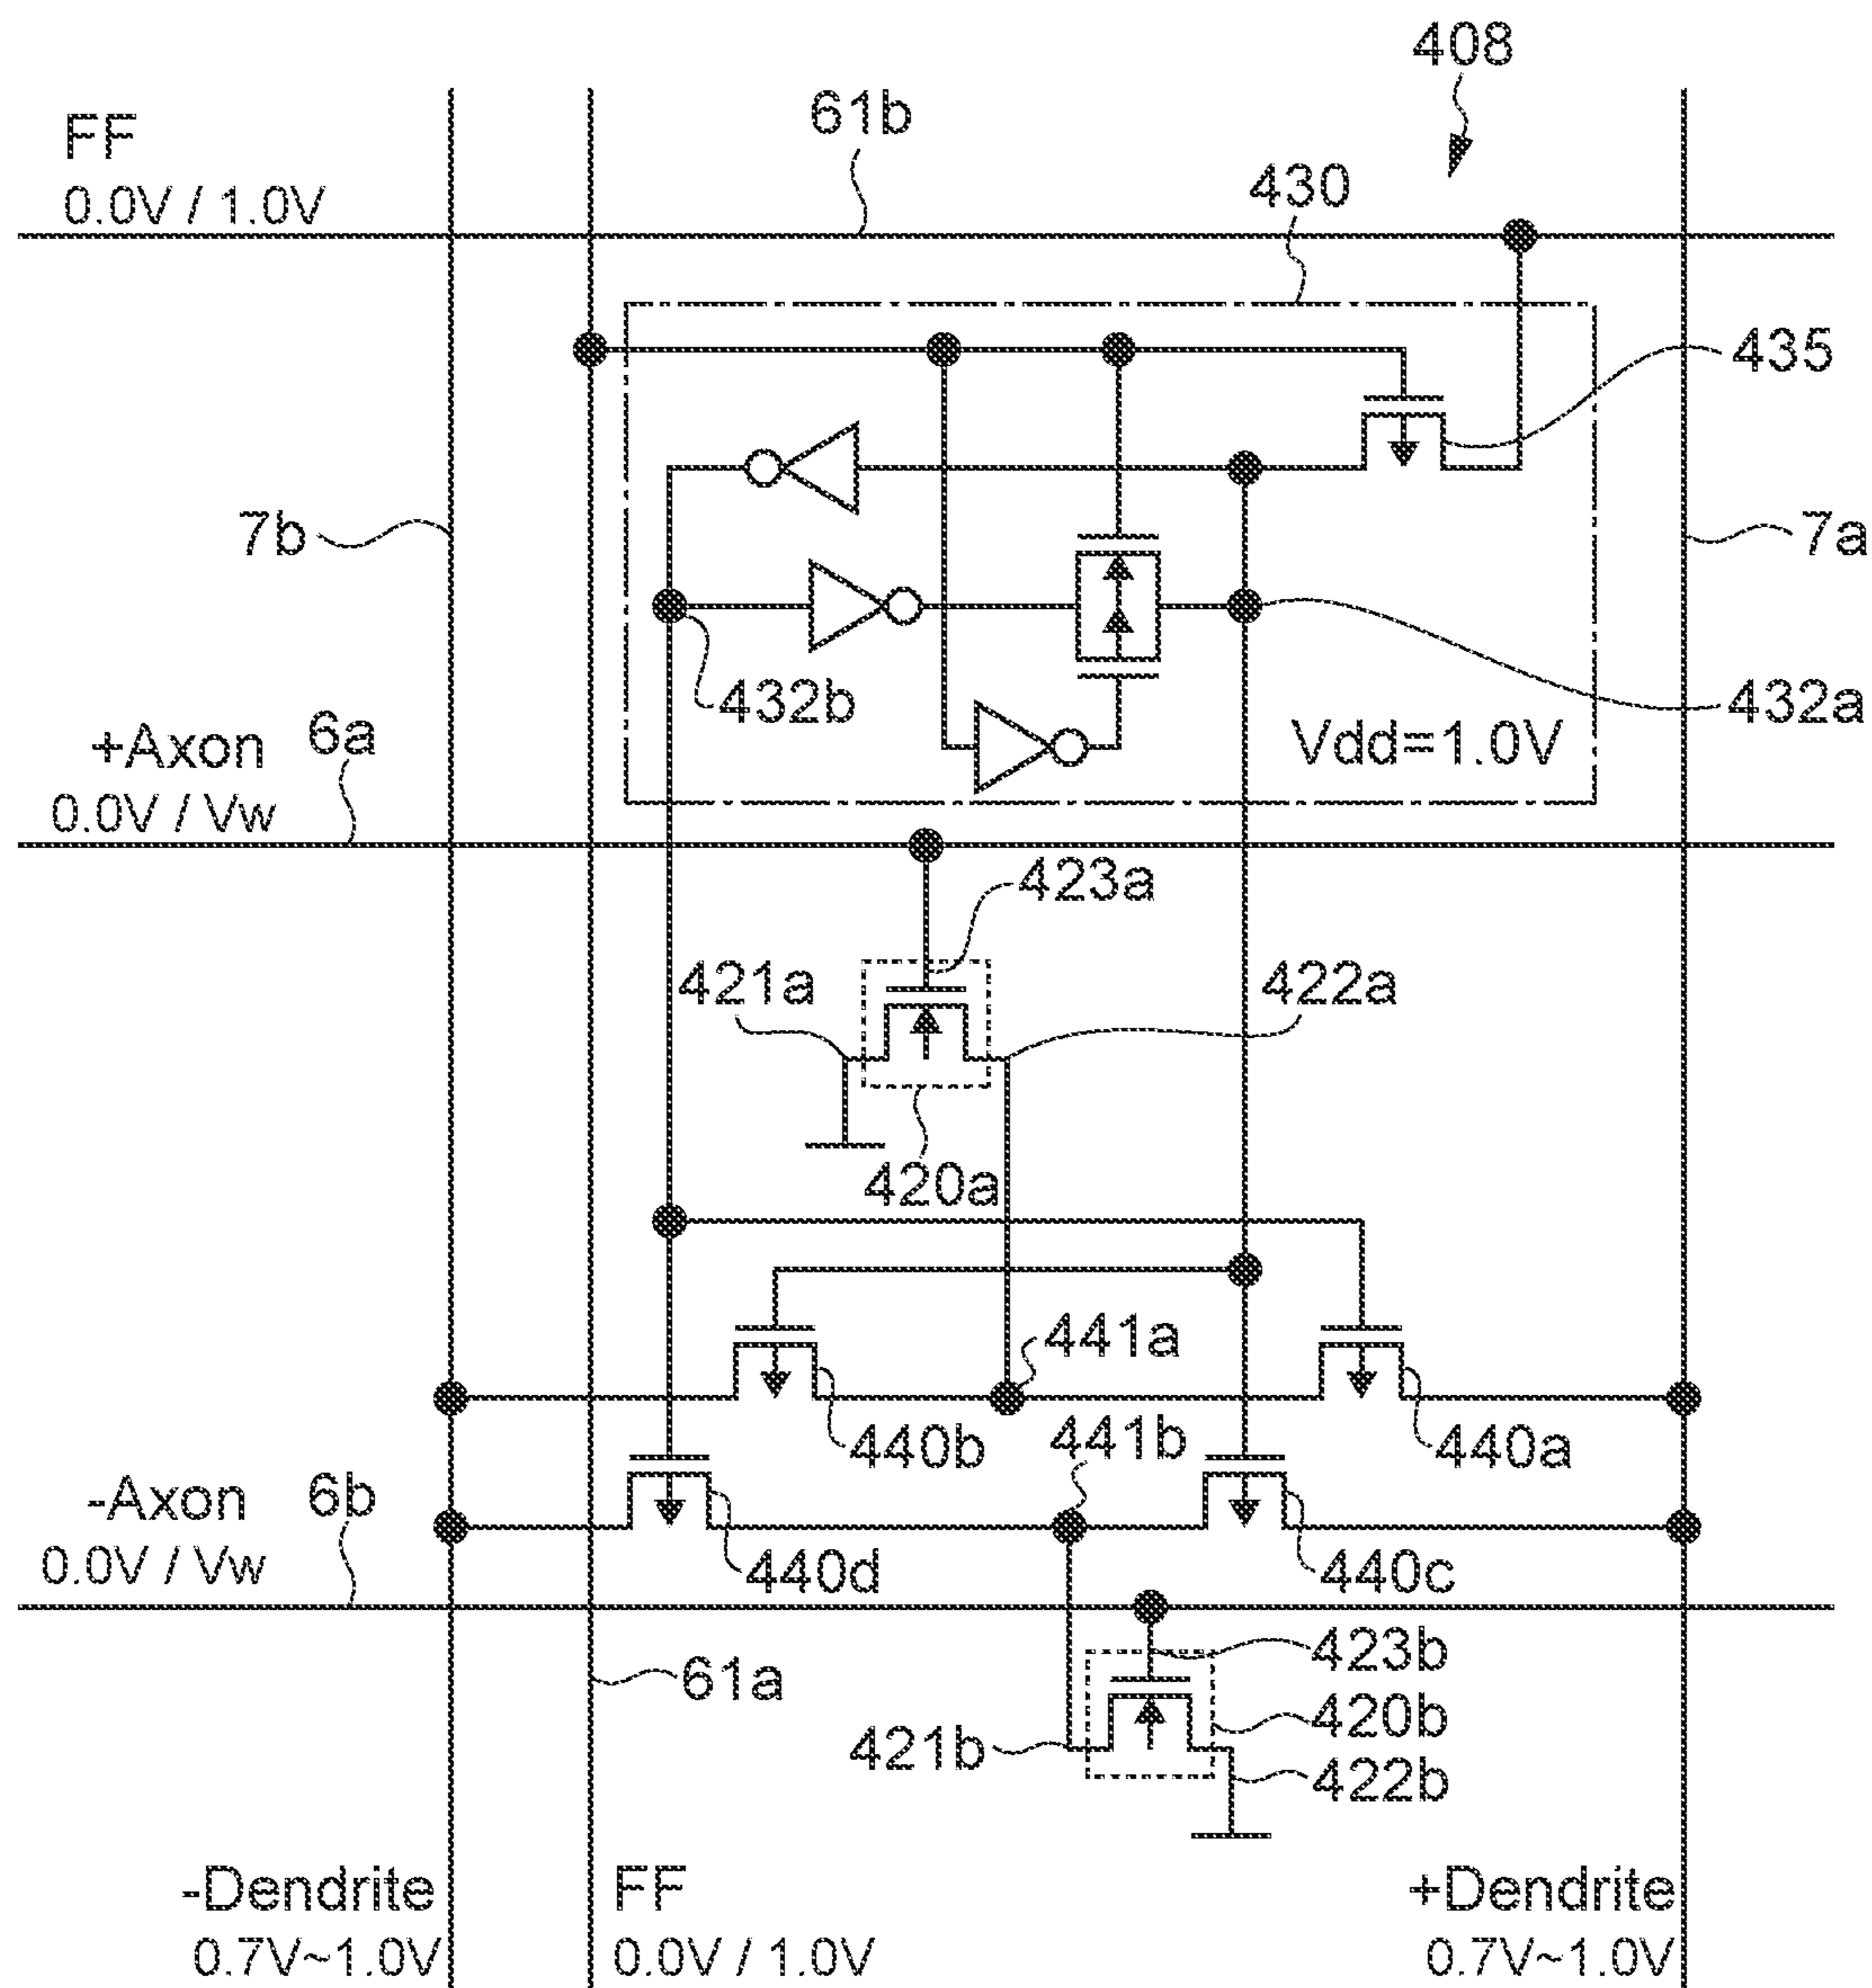 408
61b
FF
0.0V / 1.0V
430
435
7b
7a
432b
432a
Vdd=1.0V
+Axon 6a
0.0V / Vw
423a
421a
422a
420a
441a
440b
441b
440a
-Axon 6b
0.0V / Vw
440d
440c
423b
61a
420b
421b
422b
-Dendrite
0.7V~1.0V
FF
0.0V / 1.0V
+Dendrite
0.7V~1.0V